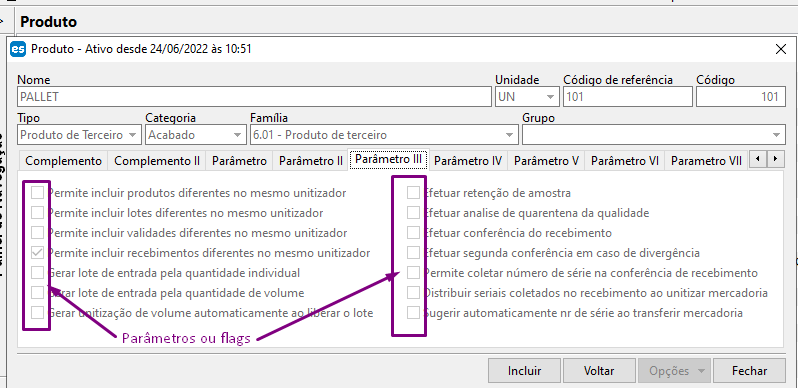 Produto
es Produto - Ativo desde 24/06/2022 às 10:51
Nome Unidade Código de referência Código
PALLET UN 101 101
Tipo Categoria Família Grupo
Produto de Terceiro Acabado 6.01 - Produto de terceiro
Complemento Complemento II Parâmetro Parâmetro II Parâmetro III Parâmetro IV Parâmetro V Parâmetro VI Parametro VII
Permite incluir produtos diferentes no mesmo unitizador
Permite incluir lotes diferentes no mesmo unitizador
Permite incluir validades diferentes no mesmo unitizador
Permite incluir recebimentos diferentes no mesmo unitizador
Gerar lote de entrada pela quantidade individual
Gerar lote de entrada pela quantidade de volume
Gerar unitização de volume automaticamente ao liberar o lote
Efetuar retenção de amostra
Efetuar analise de quarentena da qualidade
Efetuar conferência do recebimento
Efetuar segunda conferência em caso de divergência
Permite coletar número de série na conferência de recebimento
Distribuir seriais coletados no recebimento ao unitizar mercadoria
Sugerir automaticamente nr de série ao transferir mercadoria
Parâmetros ou flags
Incluir Voltar Opções Fechar